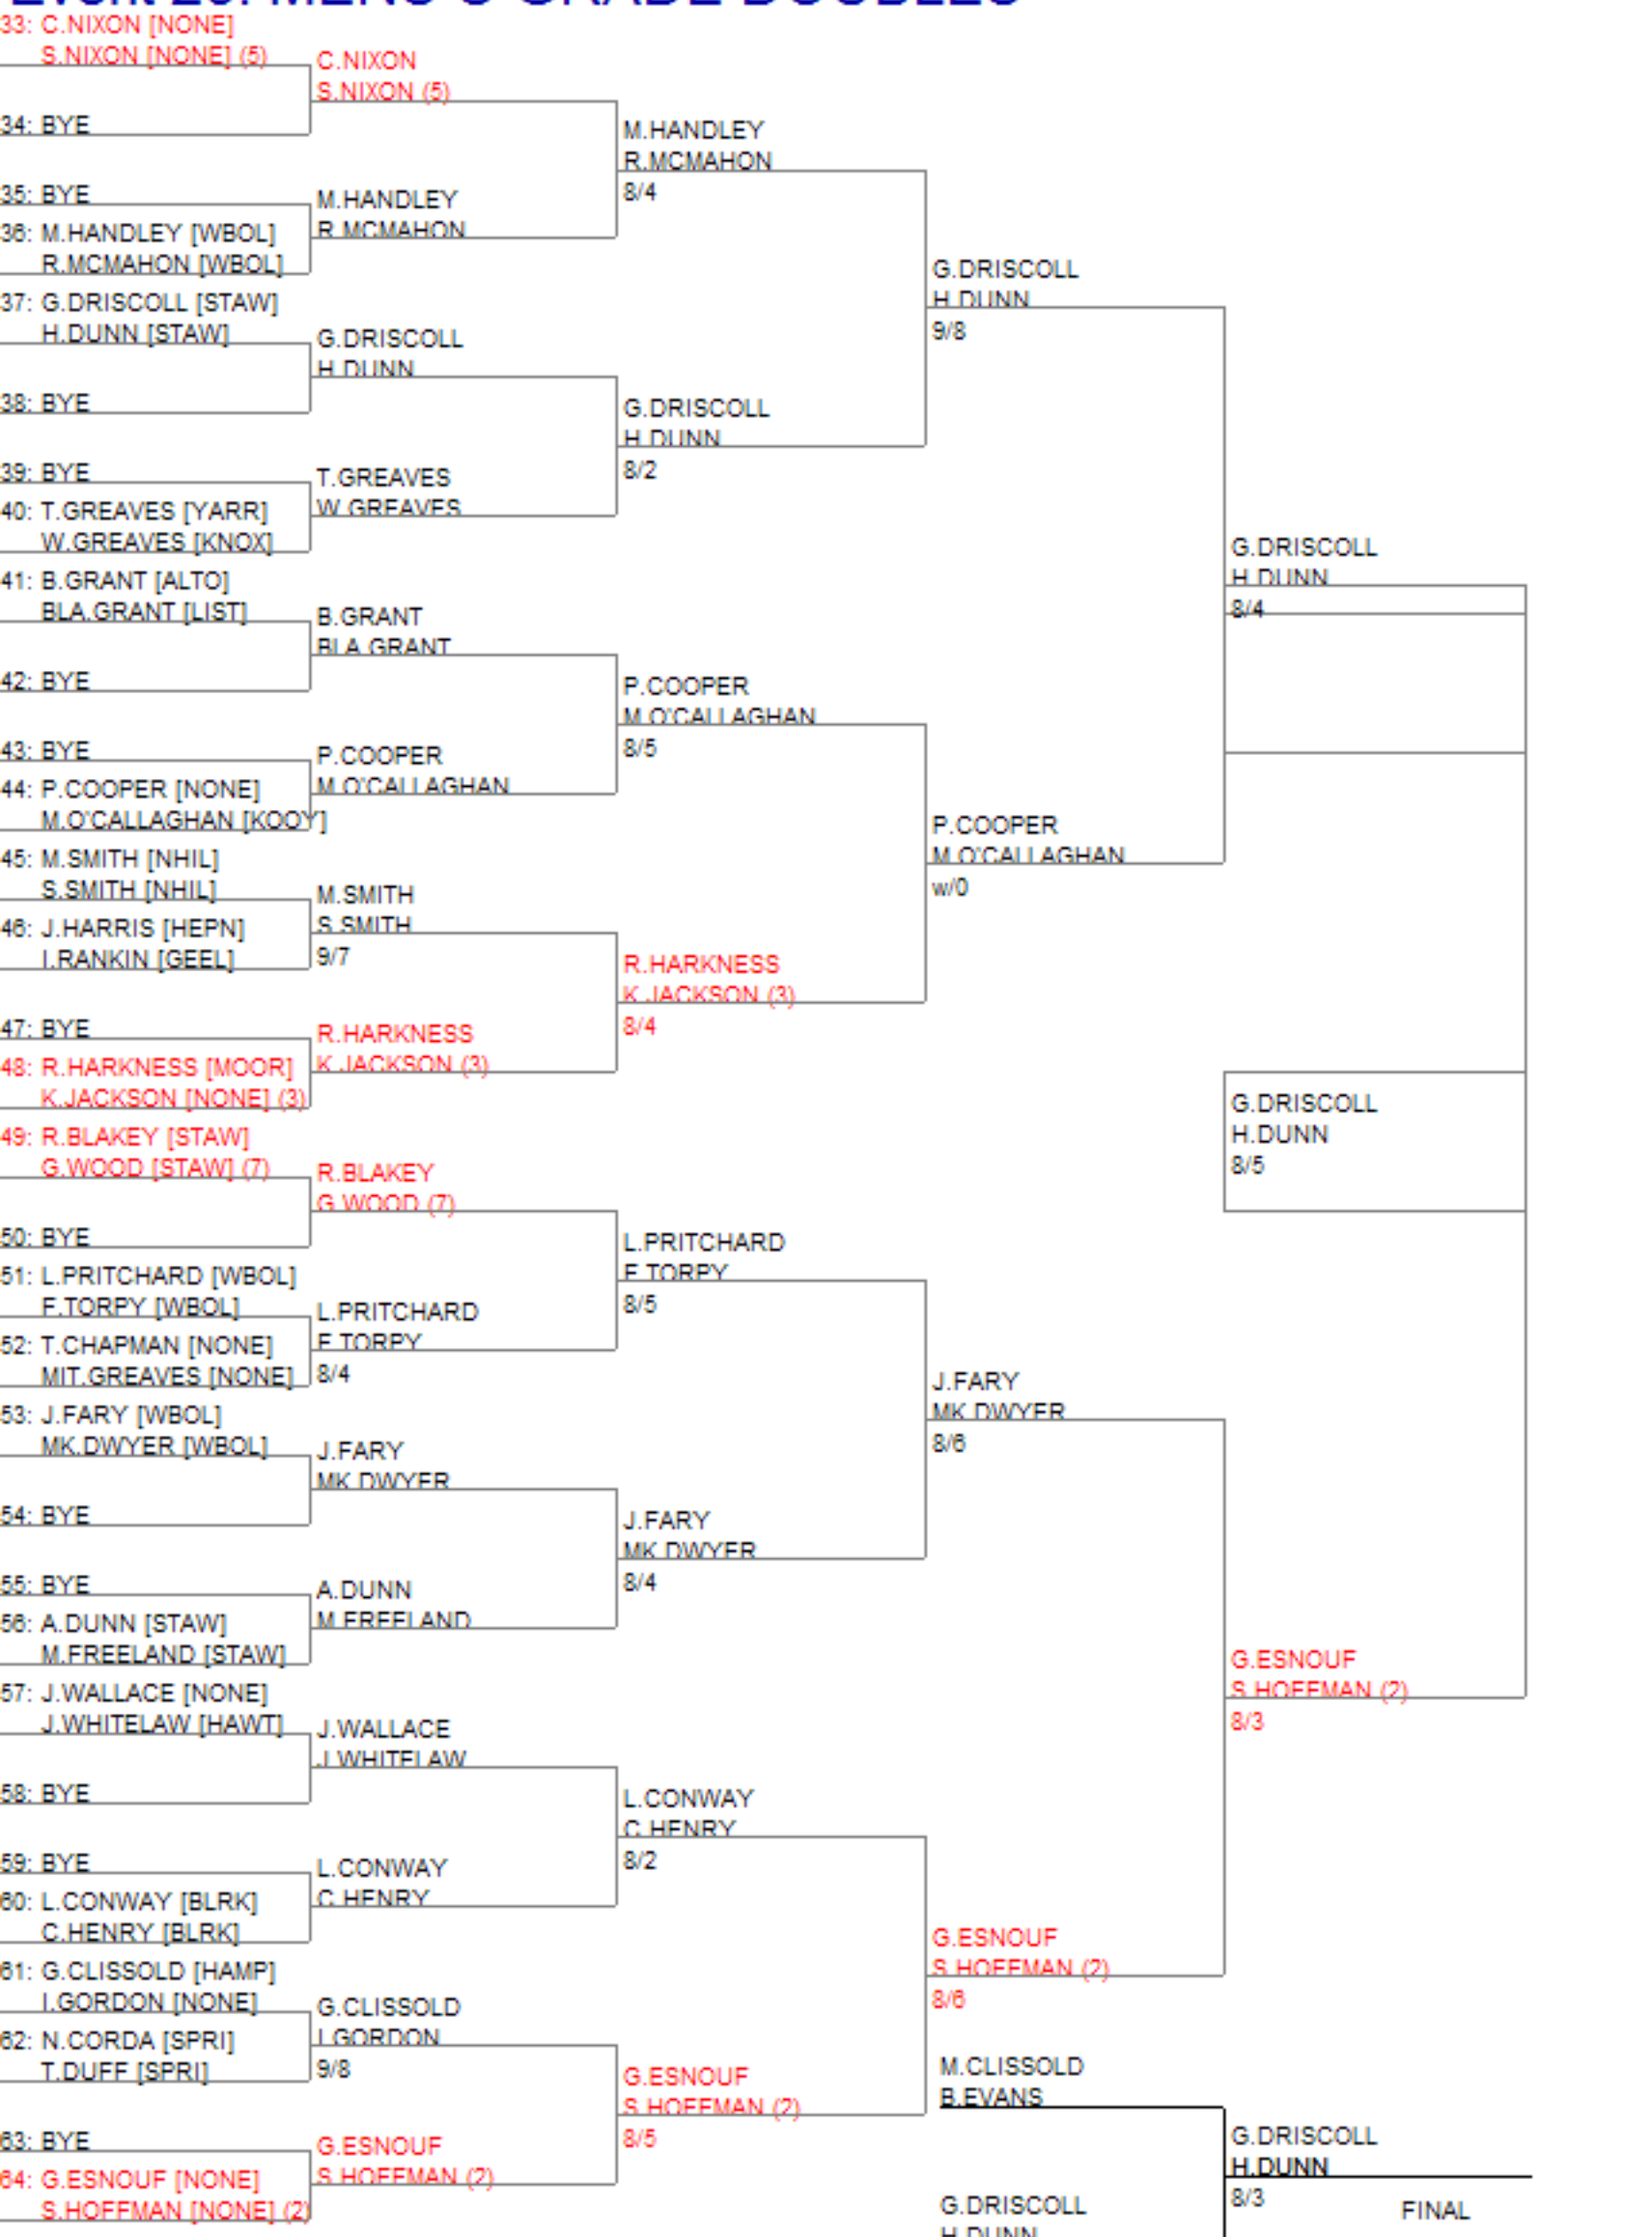 Event MENS GRADE DOUBLES
33: C.NIXON [NONE]
S.NIXON [NONE] (5)
34: BYE
35: BYE
36: M.HANDLEY [WBOL]
R.MCMAHON [WBOL]
37: G.DRISCOLL [STAW]
H.DUNN [STAW]
38: BYE
39: BYE
40: T.GREAVES [YARR]
W.GREAVES [KNOX]
41: B.GRANT [ALTO]
BLA.GRANT [LIST]
42: BYE
43: BYE
44: P.COOPER [NONE]
M.O'CALLAGHAN [KOOY]
45: M.SMITH [NHIL]
S.SMITH [NHIL]
46: J.HARRIS [HEPN]
I.RANKIN [GEEL]
47: BYE
48: R.HARKNESS [MOOR]
K.JACKSON [NONE] (3)
49: R.BLAKEY [STAW]
G.WOOD [STAW] (7)
50: BYE
51: L.PRITCHARD [WBOL]
F.TORPY [WBOL]
52: T.CHAPMAN [NONE]
MIT.GREAVES [NONE]
53: J.FARY [WBOL]
MK.DWYER [WBOL]
54: BYE
55: BYE
56: A.DUNN [STAW]
M.FREELAND [STAW]
57: J.WALLACE [NONE]
J.WHITELAW [HAWT]
58: BYE
59: BYE
60: L.CONWAY [BLRK]
C.HENRY [BLRK]
61: G.CLISSOLD [HAMP]
I.GORDON [NONE]
62: N.CORDA [SPRI]
T.DUFF [SPRI]
63: BYE
64: G.ESNOUF [NONE]
S.HOFFMAN [NONE] (2)
C.NIXON
S.NIXON (5)
M.HANDLEY
R.MCMAHON
G.DRISCOLL
H.DUNN
T.GREAVES
W.GREAVES
B.GRANT
BLA.GRANT
P.COOPER
M.O'CALLAGHAN
M.SMITH
S.SMITH
9/7
R.HARKNESS
K.JACKSON (3)
R.BLAKEY
G.WOOD (7)
L.PRITCHARD
F.TORPY
8/4
J.FARY
MK.DWYER
A.DUNN
M.FREELAND
J.WALLACE
J.WHITELAW
L.CONWAY
C.HENRY
G.CLISSOLD
I.GORDON
9/8
G.ESNOUF
S.HOFFMAN (2)
M.HANDLEY
R.MCMAHON
8/4
G.DRISCOLL
H.DUNN
8/2
P.COOPER
M.O'CALLAGHAN
8/5
R.HARKNESS
K.JACKSON (3)
8/4
L.PRITCHARD
F.TORPY
8/5
J.FARY
MK.DWYER
8/4
L.CONWAY
C.HENRY
8/2
G.ESNOUF
S.HOFFMAN (2)
8/5
G.DRISCOLL
H.DUNN
9/8
P.COOPER
M.O'CALLAGHAN
w/0
J.FARY
MK.DWYER
8/6
G.ESNOUF
S.HOFFMAN (2)
8/6
M.CLISSOLD
B.EVANS
G.DRISCOLL
H.DUNN
G.DRISCOLL
H.DUNN
8/4
G.DRISCOLL
H.DUNN
8/5
G.ESNOUF
S.HOFFMAN (2)
8/3
G.DRISCOLL
H.DUNN
8/3
FINAL